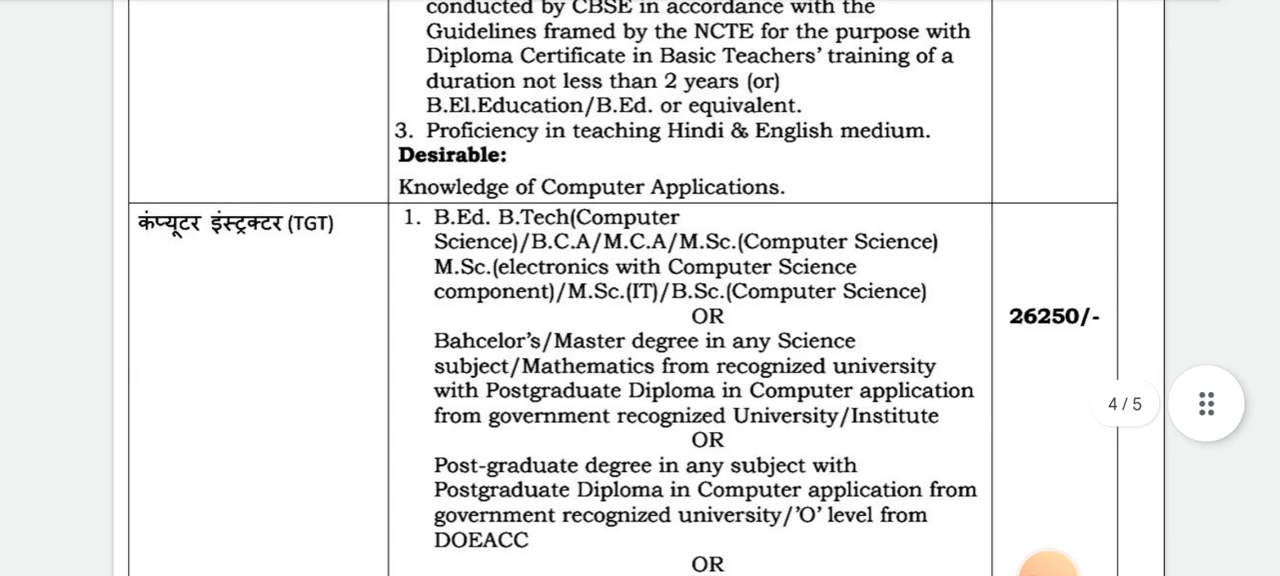 conducted by CBSE in accordance with the
Guidelines framed by the NCTE for the purpose with
Diploma Certificate in Basic Teachers’ training of a
duration not less than 2 years (or)
B.El.Education/B.Ed. or equivalent.
3. Proficiency in teaching Hindi & English medium.
Desirable:
Knowledge of Computer Applications.
कंप्यूटर इंस्ट्रक्टर (TGT)
1. B.Ed. B.Tech(Computer
Science)/B.C.A/M.C.A/M.Sc.(Computer Science)
M.Sc.(electronics with Computer Science
component)/M.Sc.(IT)/B.Sc.(Computer Science)
OR
Bahcelor’s/Master degree in any Science
subject/Mathematics from recognized university
with Postgraduate Diploma in Computer application
from government recognized University/Institute
OR
Post-graduate degree in any subject with
Postgraduate Diploma in Computer application from
government recognized university/’O’ level from
DOEACC
OR
26250/-
4 / 5